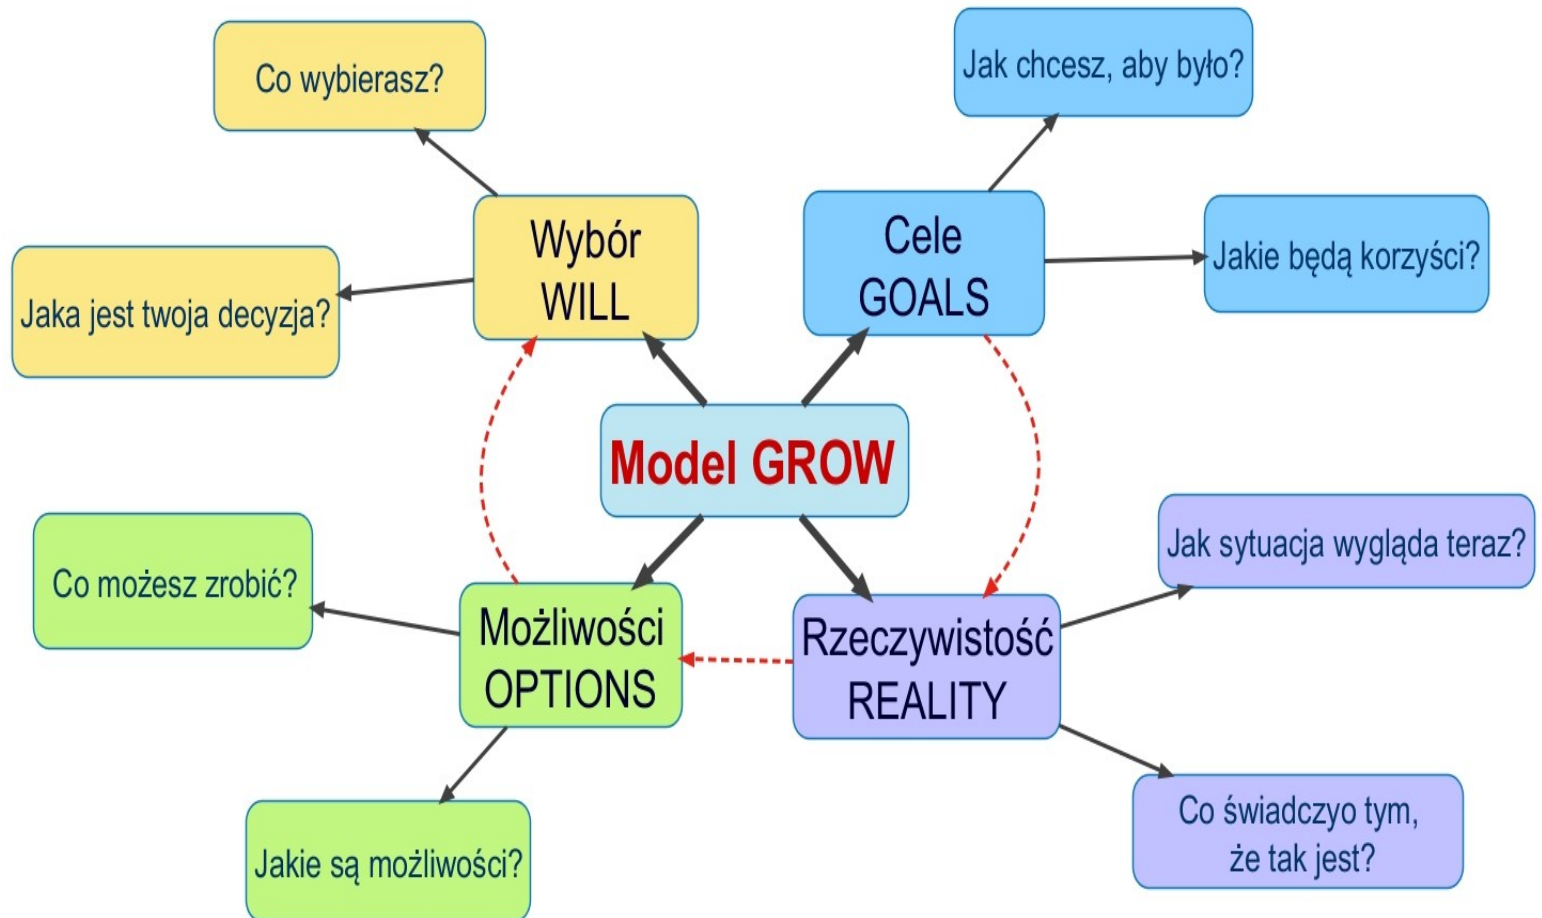 Model GROW
Cele
GOALS
Jak chcesz, aby było?
Jakie będą korzyści?
Rzeczywistość
REALITY
Jak sytuacja wygląda teraz?
Co świadczyo tym,
że tak jest?
Możliwości
OPTIONS
Co możesz zrobić?
Jakie są możliwości?
Wybór
WILL
Co wybierasz?
Jaka jest twoja decyzja?